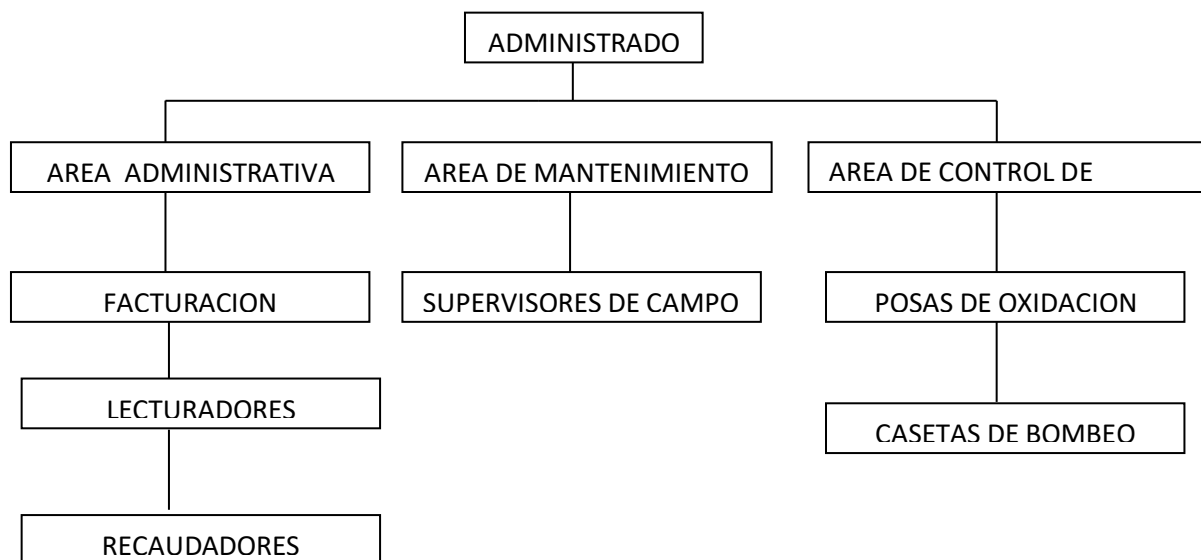 ADMINISTRADO
AREA ADMINISTRATIVA
AREA DE MANTENIMIENTO
AREA DE CONTROL DE
FACTURACION
SUPERVISORES DE CAMPO
POSAS DE OXIDACION
LECTURADORES
CASETAS DE BOMBEO
RECAUDADORES